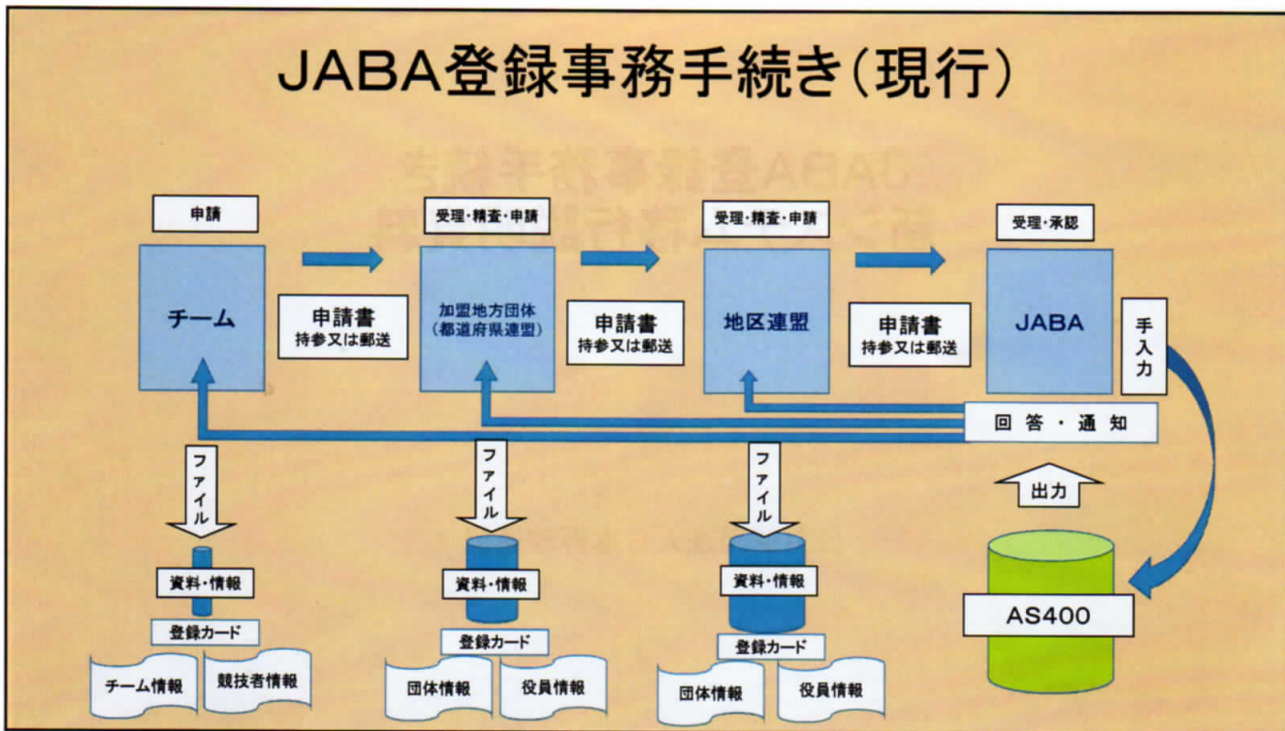 JABA登録事務手続き(現行)
申請
受理・精査・申請
受理・精査・申請
受理・承認
チーム
申請書
持参又は郵送
加盟地方団体
(都道府県連盟)
申請書
持参又は郵送
地区連盟
申請書
持参又は郵送
JABA
手入力
回答・通知
ファイル
ファイル
ファイル
出力
資料・情報
資料・情報
資料・情報
AS400
登録カード
登録カード
登録カード
チーム情報
競技者情報
団体情報
役員情報
団体情報
役員情報